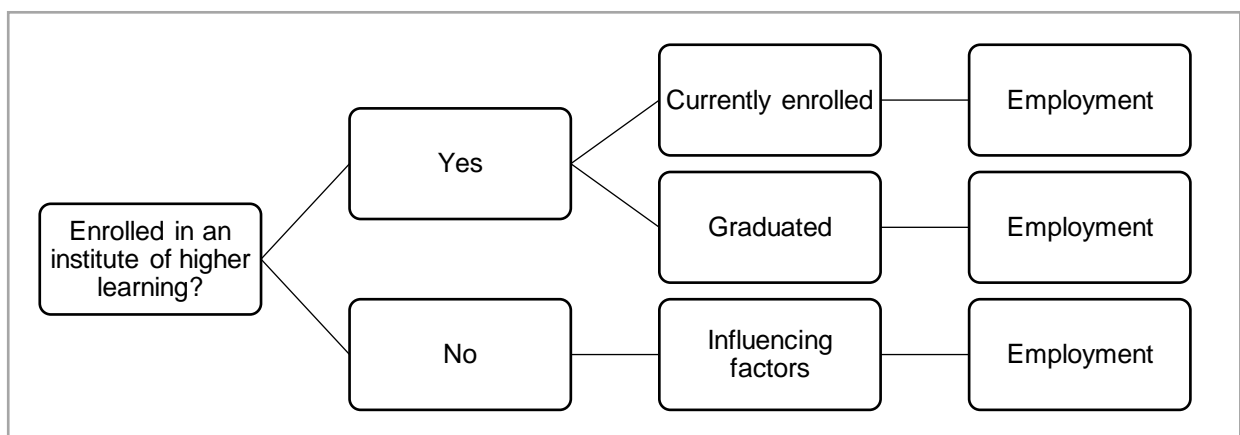 Enrolled in an
institute of higher
learning?
Yes
No
Currently enrolled
Graduated
Influencing
factors
Employment
Employment
Employment